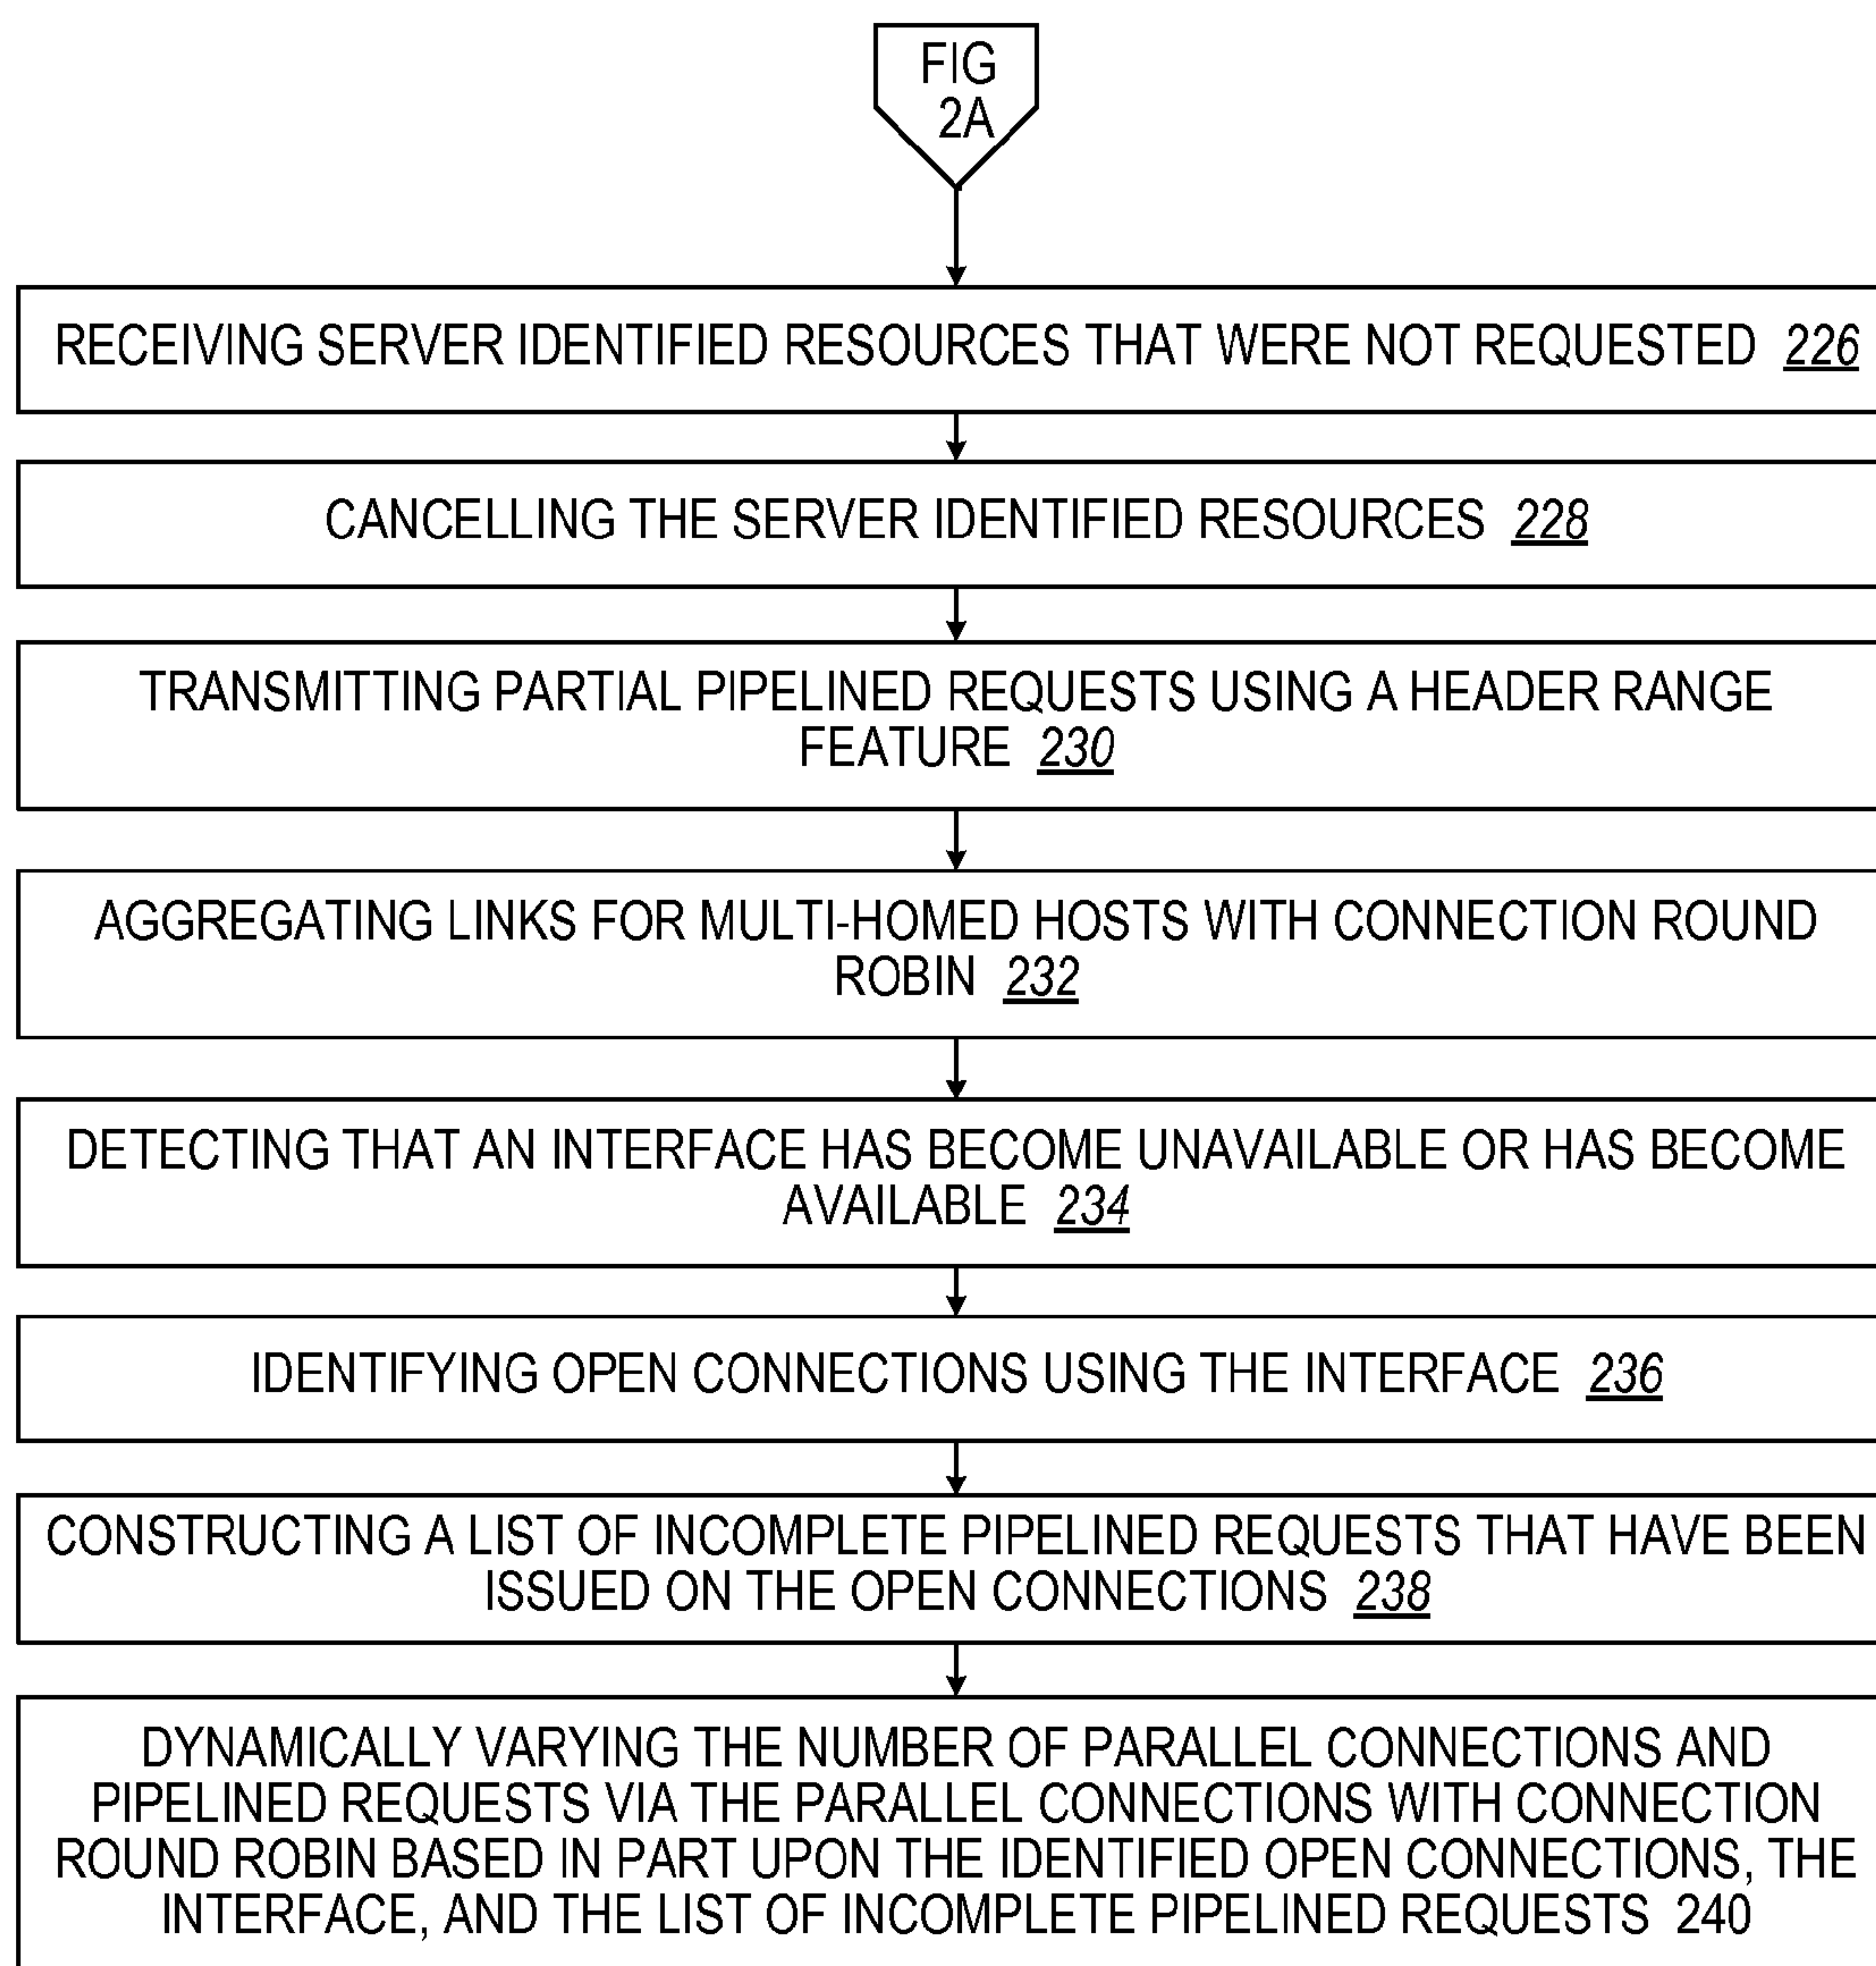 FIG
2A
RECEIVING SERVER IDENTIFIED RESOURCES THAT WERE NOT REQUESTED 226
CANCELLING THE SERVER IDENTIFIED RESOURCES 228
TRANSMITTING PARTIAL PIPELINED REQUESTS USING A HEADER RANGE
FEATURE 230
AGGREGATING LINKS FOR MULTI-HOMED HOSTS WITH CONNECTION ROUND
ROBIN 232
DETECTING THAT AN INTERFACE HAS BECOME UNAVAILABLE OR HAS BECOME
AVAILABLE 234
IDENTIFYING OPEN CONNECTIONS USING THE INTERFACE 236
CONSTRUCTING A LIST OF INCOMPLETE PIPELINED REQUESTS THAT HAVE BEEN
ISSUED ON THE OPEN CONNECTIONS 238
DYNAMICALLY VARYING THE NUMBER OF PARALLEL CONNECTIONS AND
PIPELINED REQUESTS VIA THE PARALLEL CONNECTIONS WITH CONNECTION
ROUND ROBIN BASED IN PART UPON THE IDENTIFIED OPEN CONNECTIONS, THE
INTERFACE, AND THE LIST OF INCOMPLETE PIPELINED REQUESTS 240